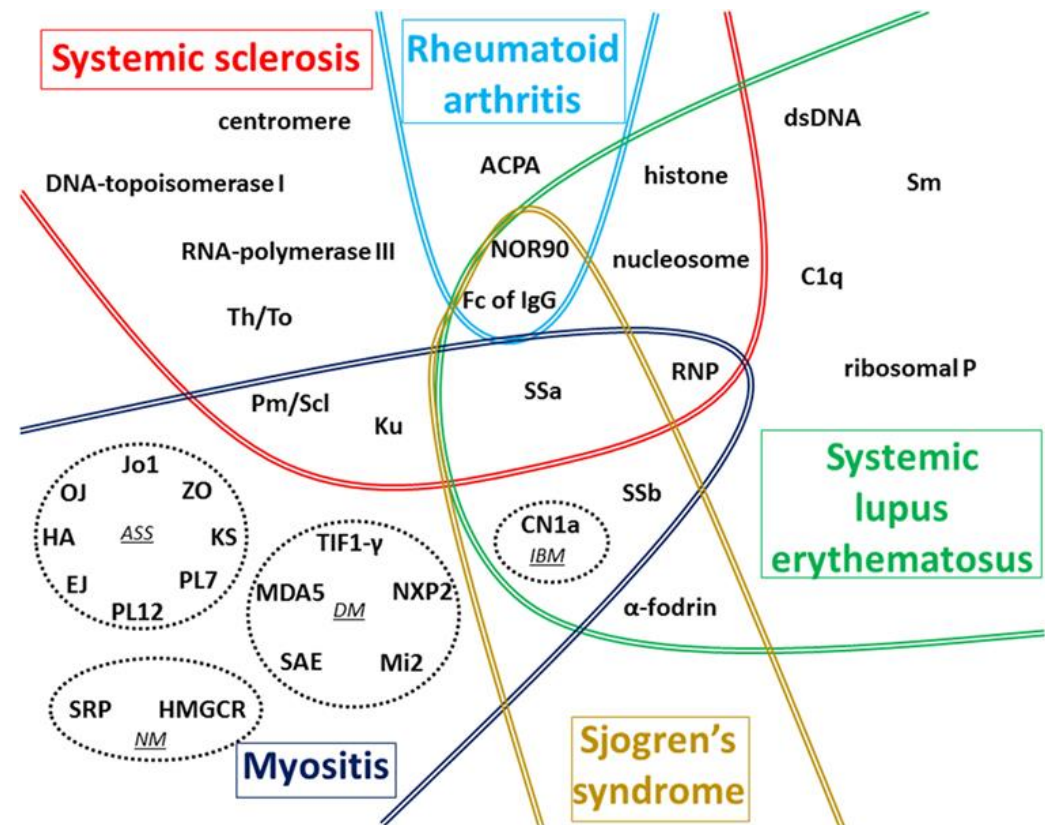 Systemic sclerosis
Rheumatoid
arthritis
centromere
dsDNA
ACPA
histone
DNA-topoisomerase I
Sm
NOR90
RNA-polymerase III
nucleosome
C1q
Fc of IgG
Th/To
RNP
ribosomal P
SSa
Pm/Scl
Ku
Systemic
lupus
erythematosus
Jo1
OJ
ZO
HA
ASS
KS
EJ
PL7
PL12
SSb
CN1a
IBM
TIF1-γ
MDA5
NXP2
DM
SAE
Mi2
α-fodrin
SRP
HMGCR
NM
Myositis
Sjogren’s
syndrome